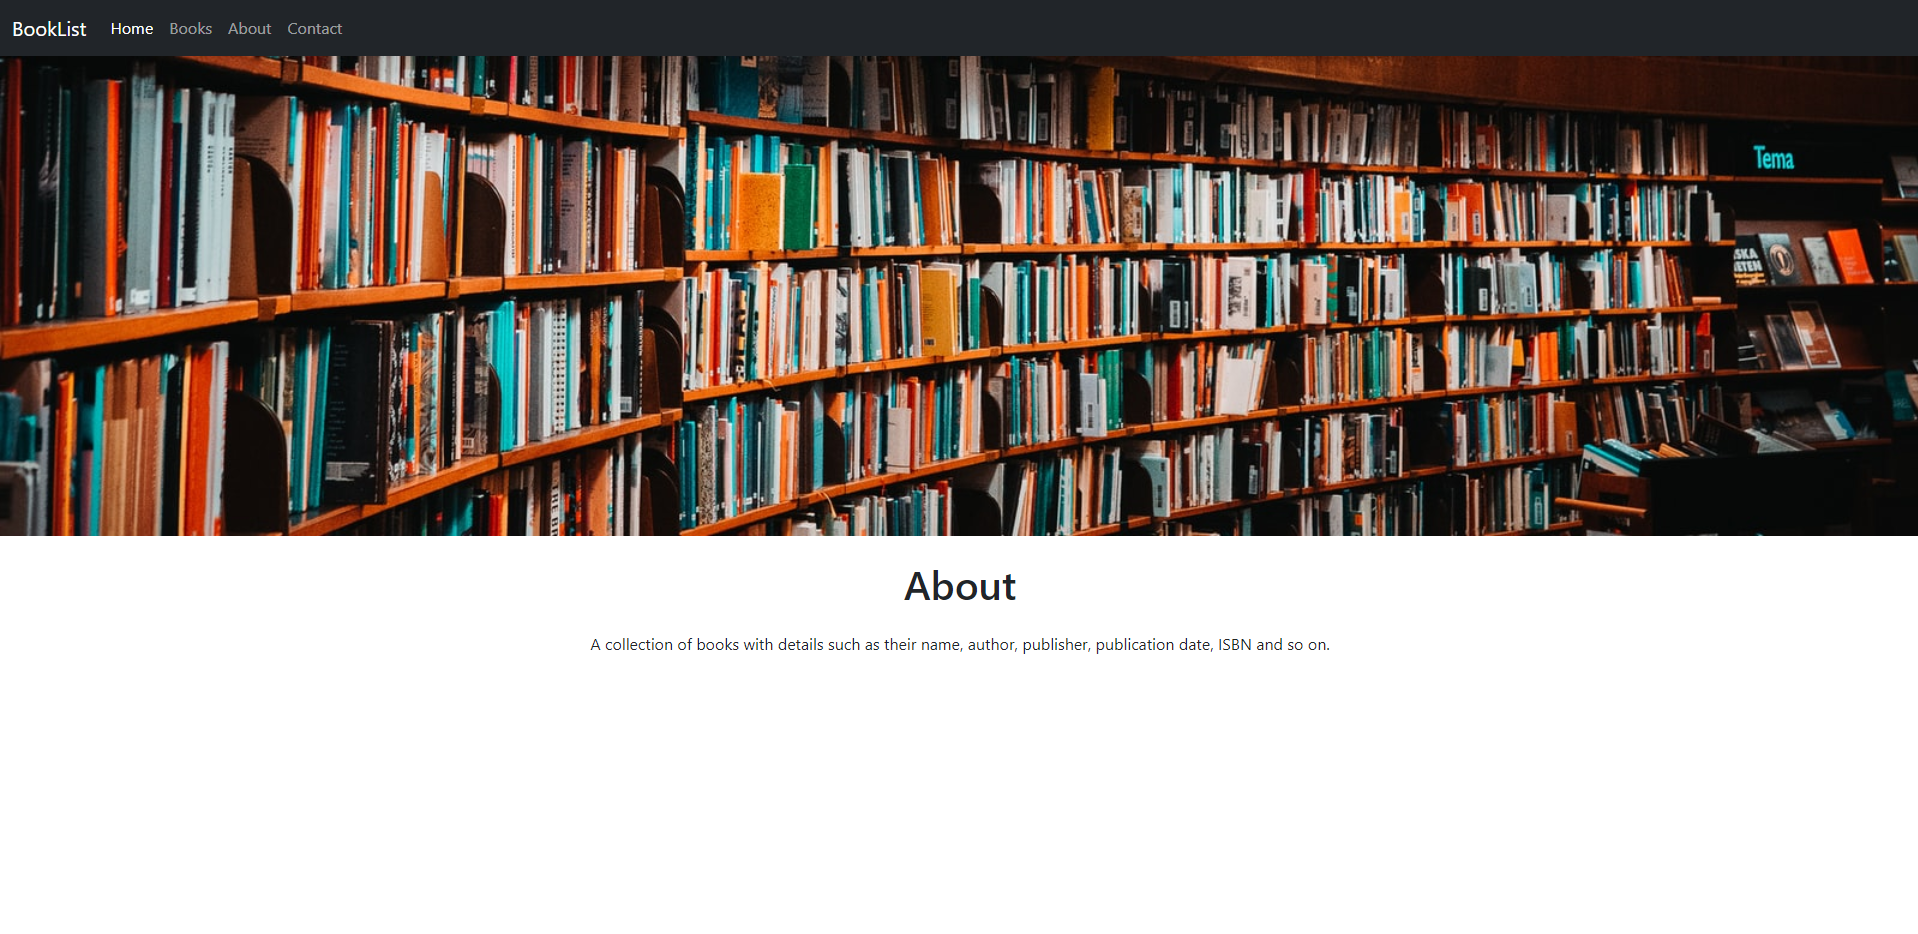 BookList Home Books About Contact
Tema
About
A collection of books with details such as their name, author, publisher, publication date, ISBN and so on.